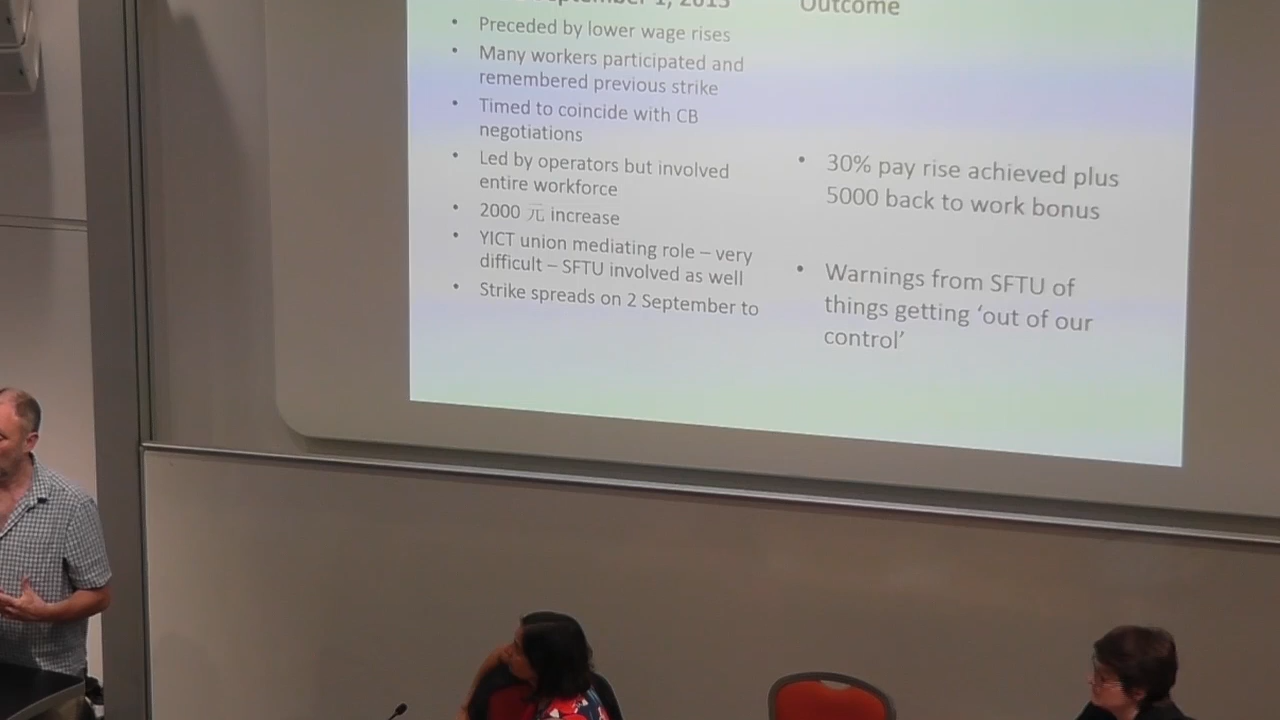 September 1, 2013
• Preceded by lower wage rises
• Many workers participated and
remembered previous strike
• Timed to coincide with CB
negotiations
• Led by operators but involved
entire workforce
• 2000 元 increase
• YICT union mediating role – very
difficult – SFTU involved as well
• Strike spreads on 2 September to
Outcome
• 30% pay rise achieved plus
5000 back to work bonus
• Warnings from SFTU of
things getting ‘out of our
control’